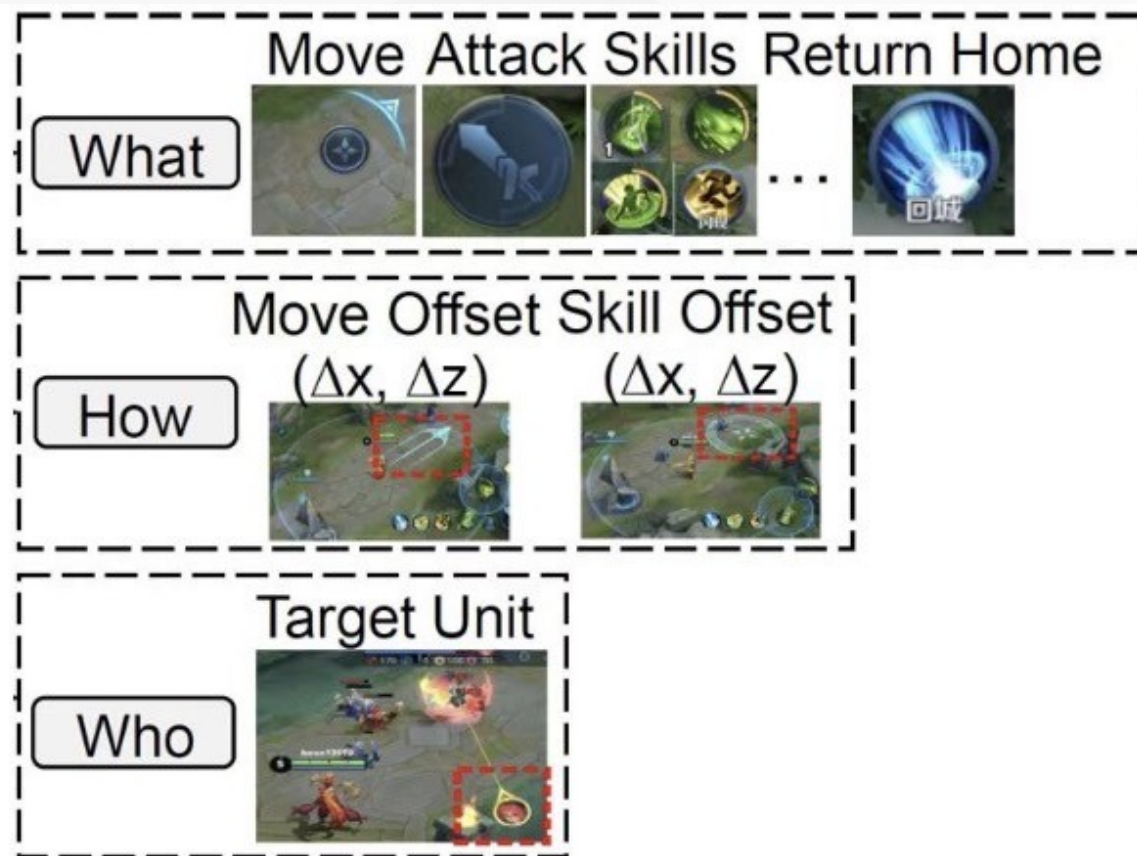 Move Attack Skills Return Home
What
1
...
回城
Move Offset Skill Offset
(Δx, Δz) (Δx, Δz)
How
Target Unit
Who